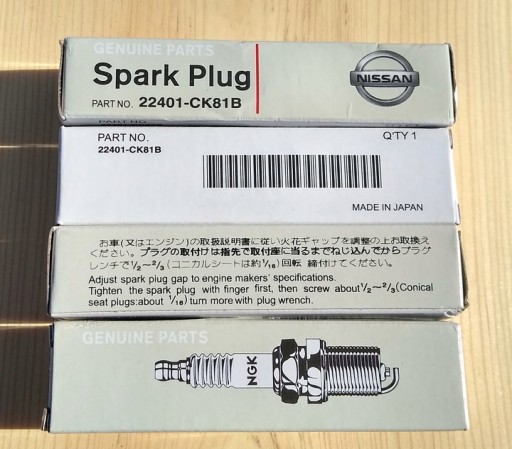 GENUINE PARTS
Spark Plug
PART NO. 22401-CK81B
NISSAN
PART NO.
22401-CK81B
Q'TY 1
MADE IN JAPAN
お車(又はエンジン)の取扱説明書に従い火花ギャップを調整の上お取換え
ください。プラグの取付けは指先で取付座に当るまでねじ込んでからプラグ
レンチで1/2~2/3(コニカルシートは約1/16)回転 締付けてください。
Adjust spark plug gap to engine makers' specifications.
Tighten the spark plug with finger first, then screw about1/2~2/3(Conical
seat plugs:about 1/16) turn more with plug wrench.
GENUINE PARTS
NGK